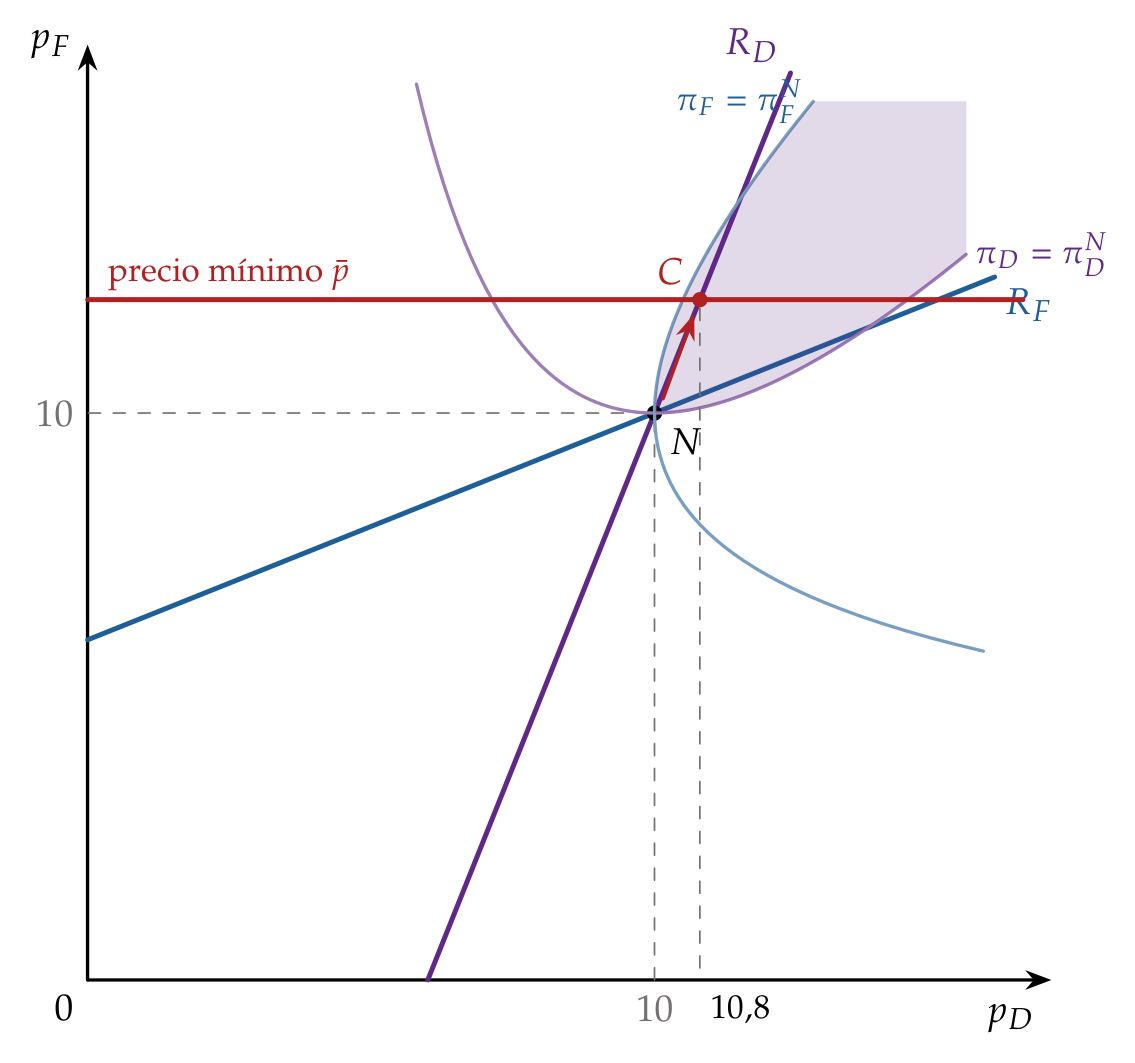 p_F
R_D
π_F = π_F^N
π_D = π_D^N
precio mínimo p̄
C
R_F
10
N
0
10
10,8
p_D